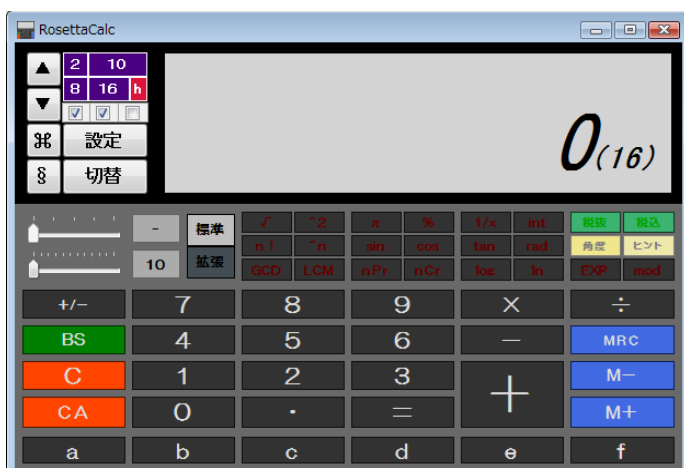 RosettaCalc
▲ 2 10
▼ 8 16 h
⌘ 設定
§ 切替
0(16)
- 標準 √ ^2 π % 1/x int 税抜 税込
n! ^n sin cos tan rad 角度 ヒント
10 拡張 GCD LCM nPr nCr log ln EXP mod
+/- 7 8 9 × ÷
BS 4 5 6 - MRC
C 1 2 3 + M-
CA 0 . = M+
a b c d e f